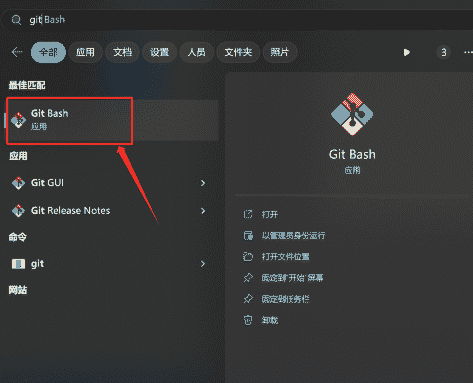 git Bash
全部 应用 文档 设置 人员 文件夹 照片 3
最佳匹配
Git Bash
应用
应用
Git GUI
Git Release Notes
命令
git
网站
Git Bash
应用
打开
以管理员身份运行
打开文件位置
固定到"开始"屏幕
固定到任务栏
卸载